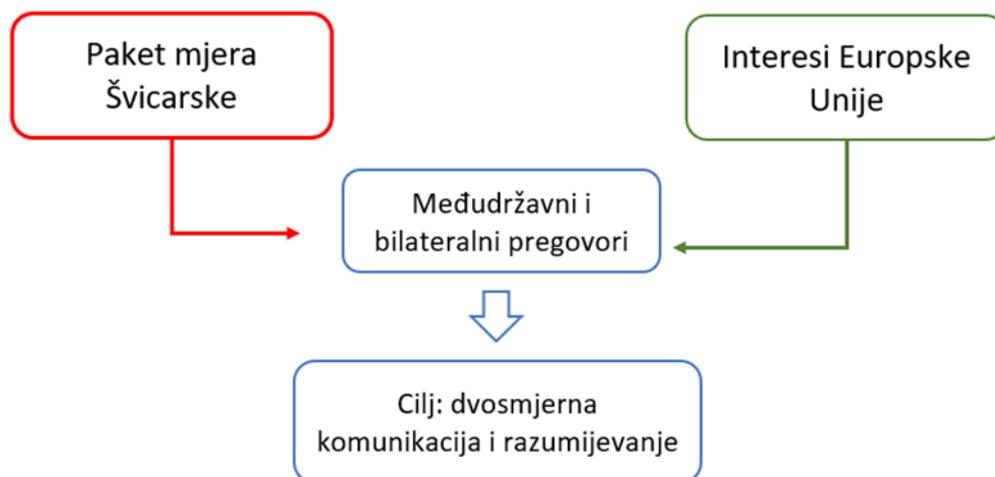 Paket mjera
Švicarske
Interesi Europske
Unije
Međudržavni i
bilateralni pregovori
Cilj: dvosmjerna
komunikacija i razumijevanje